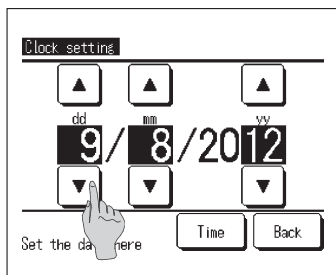 Clock setting
dd mm yy
9/ 8/2012
Set the da here
Time Back